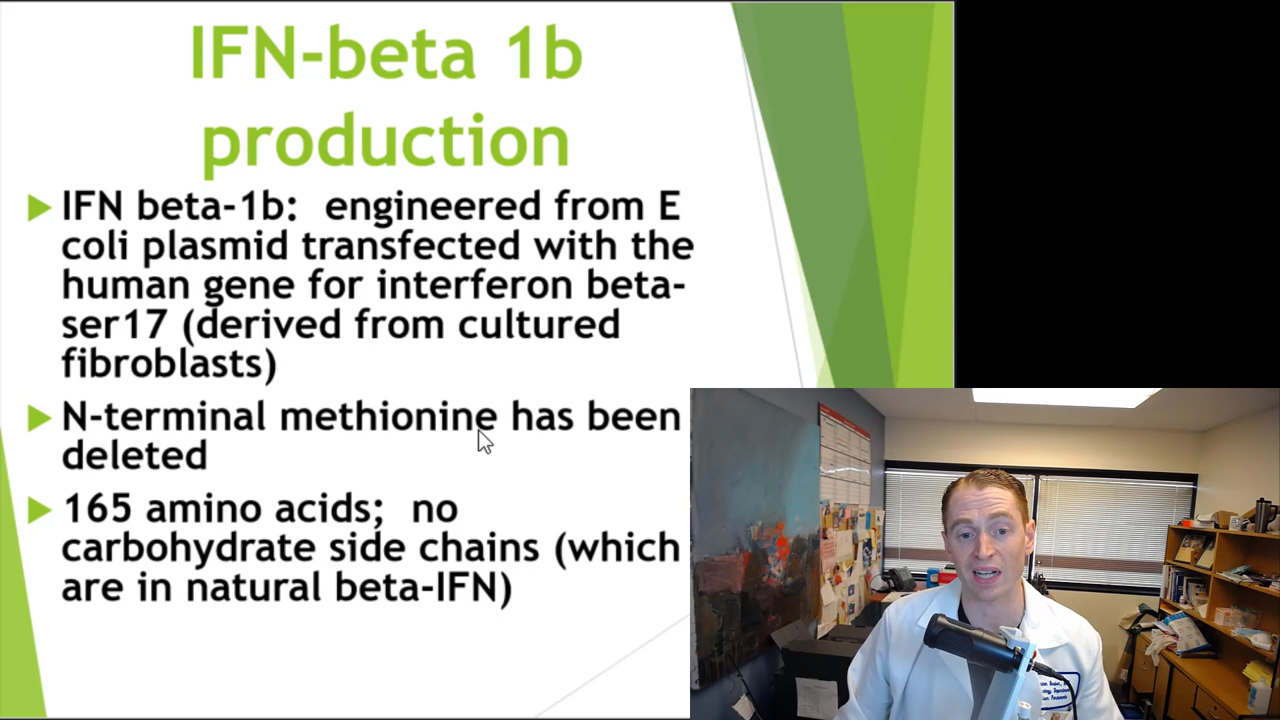 IFN-beta 1b
production
IFN beta-1b:  engineered from E
coli plasmid transfected with the
human gene for interferon beta-
ser17 (derived from cultured
fibroblasts)
N-terminal methionine has been
deleted
165 amino acids;  no
carbohydrate side chains (which
are in natural beta-IFN)